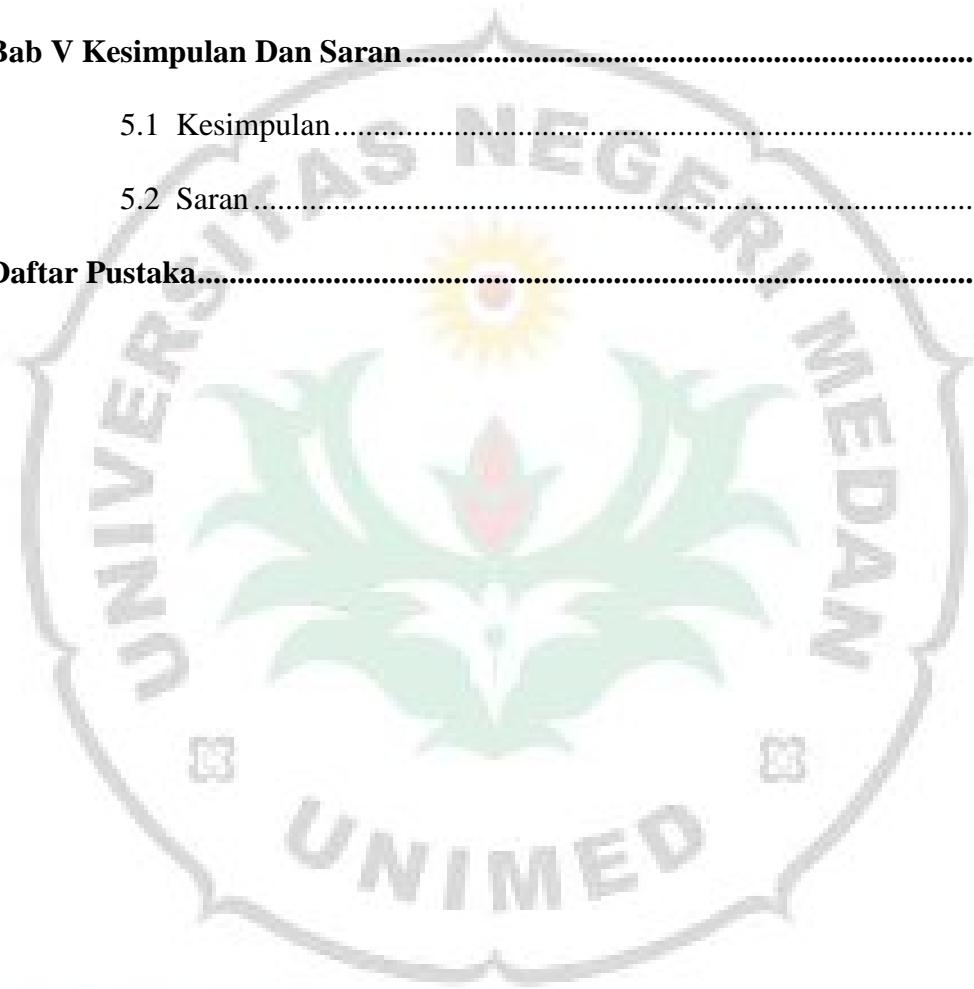 Bab V Kesimpulan Dan Saran........................................................................
5.1 Kesimpulan................................................................................
5.2 Saran..........................................................................................
Daftar Pustaka.................................................................................................
UNIVERSITAS NEGERI MEDAN
UNIMED